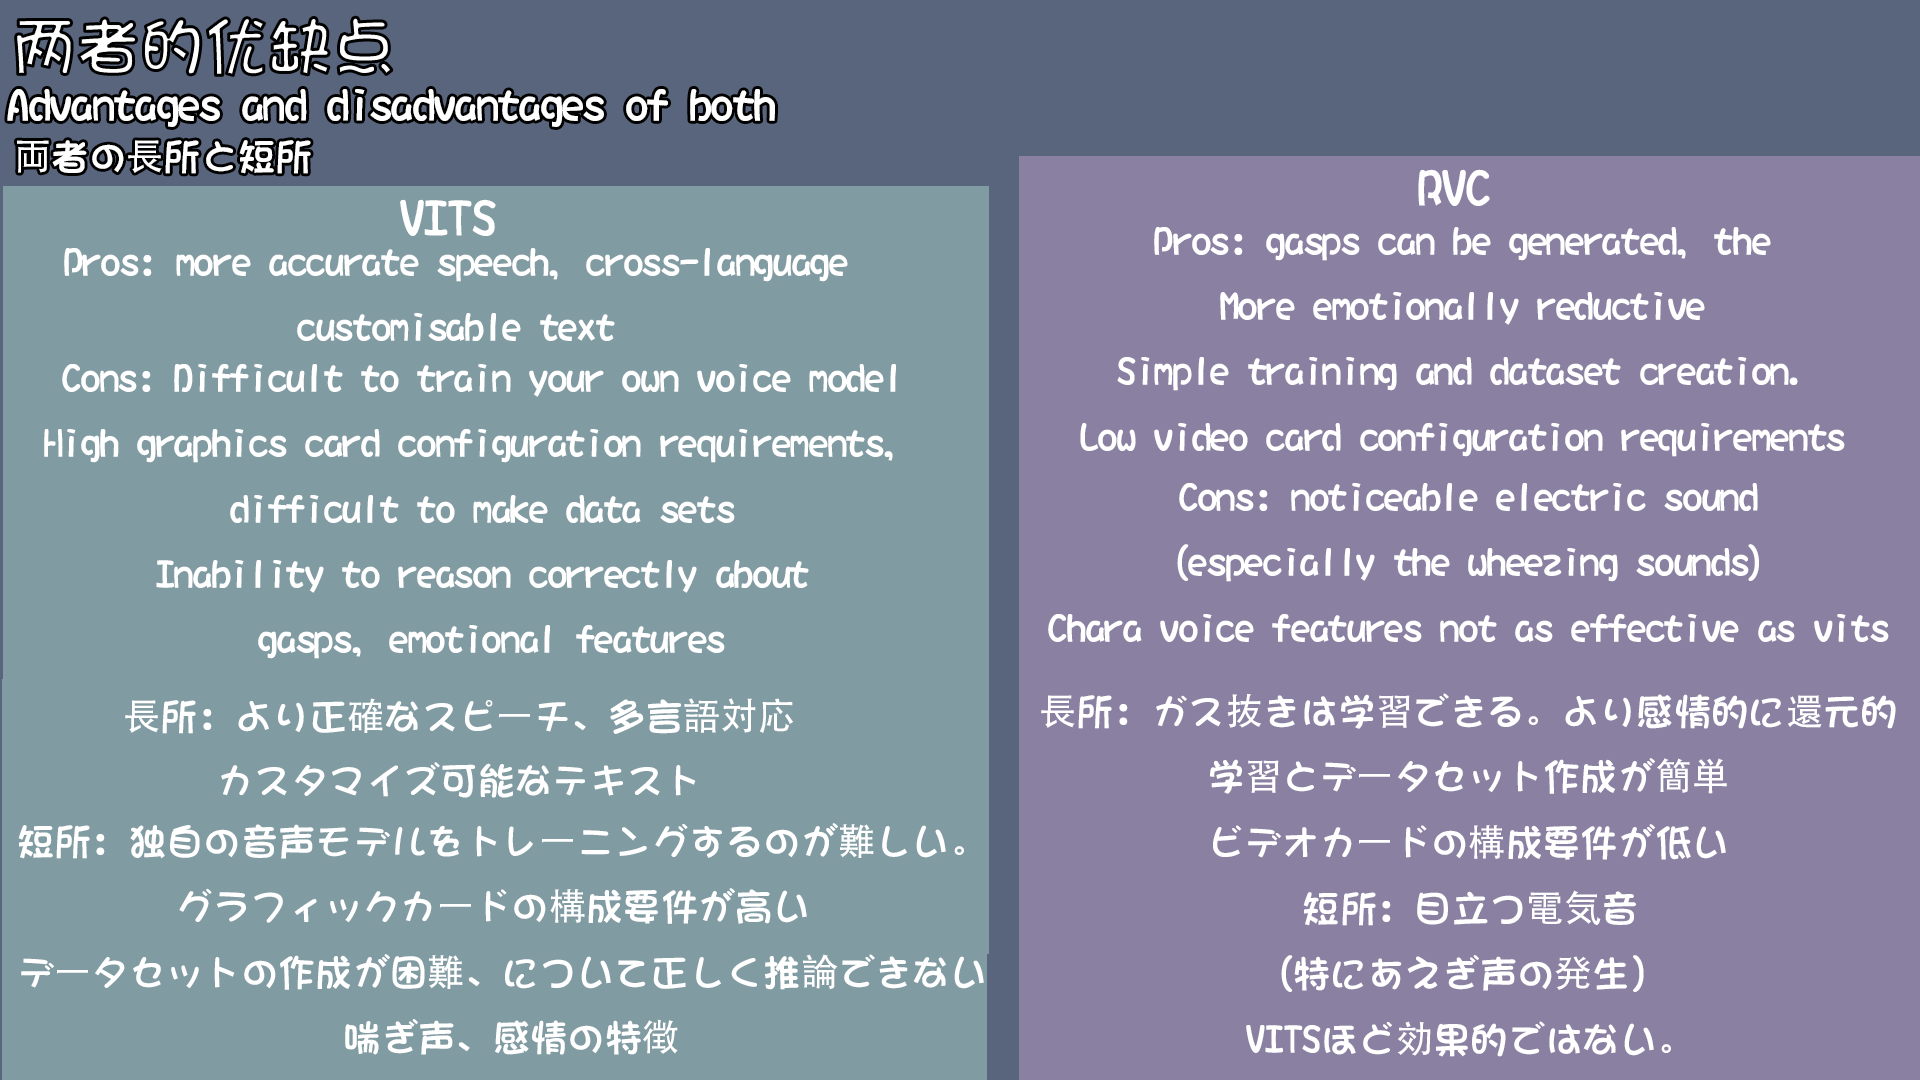 两者的优缺点
Advantages and disadvantages of both
両者の長所と短所
VITS
Pros: more accurate speech, cross-language
customisable text
Cons: Difficult to train your own voice model
High graphics card configuration requirements,
difficult to make data sets
Inability to reason correctly about
gasps, emotional features
長所: より正確なスピーチ、多言語対応
カスタマイズ可能なテキスト
短所: 独自の音声モデルをトレーニングするのが難しい。
グラフィックカードの構成要件が高い
データセットの作成が困難、について正しく推論できない
喘ぎ声、感情の特徴
RVC
Pros: gasps can be generated, the
More emotionally reductive
Simple training and dataset creation.
Low video card configuration requirements
Cons: noticeable electric sound
(especially the wheezing sounds)
Chara voice features not as effective as vits
長所: ガス抜きは学習できる。より感情的に還元的
学習とデータセット作成が簡単
ビデオカードの構成要件が低い
短所: 目立つ電気音
(特にあえぎ声の発生)
VITSほど効果的ではない。